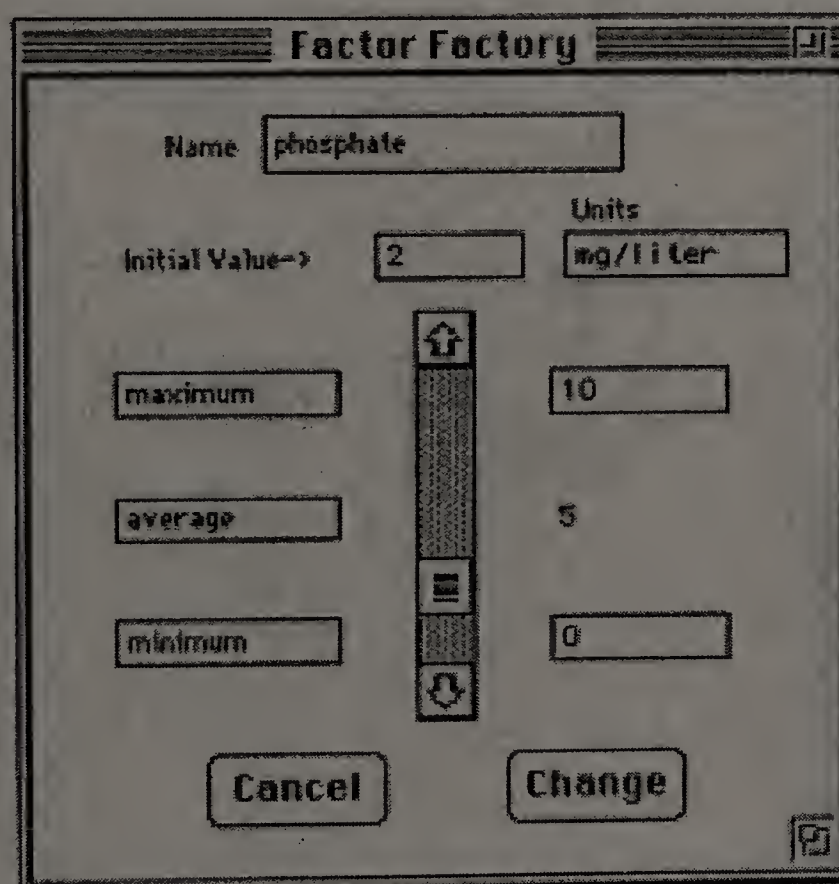 Factor Factory
Name phosphate
Units
Initial Value-> 2 mg/liter
maximum 10
average 5
minimum 0
Cancel Change